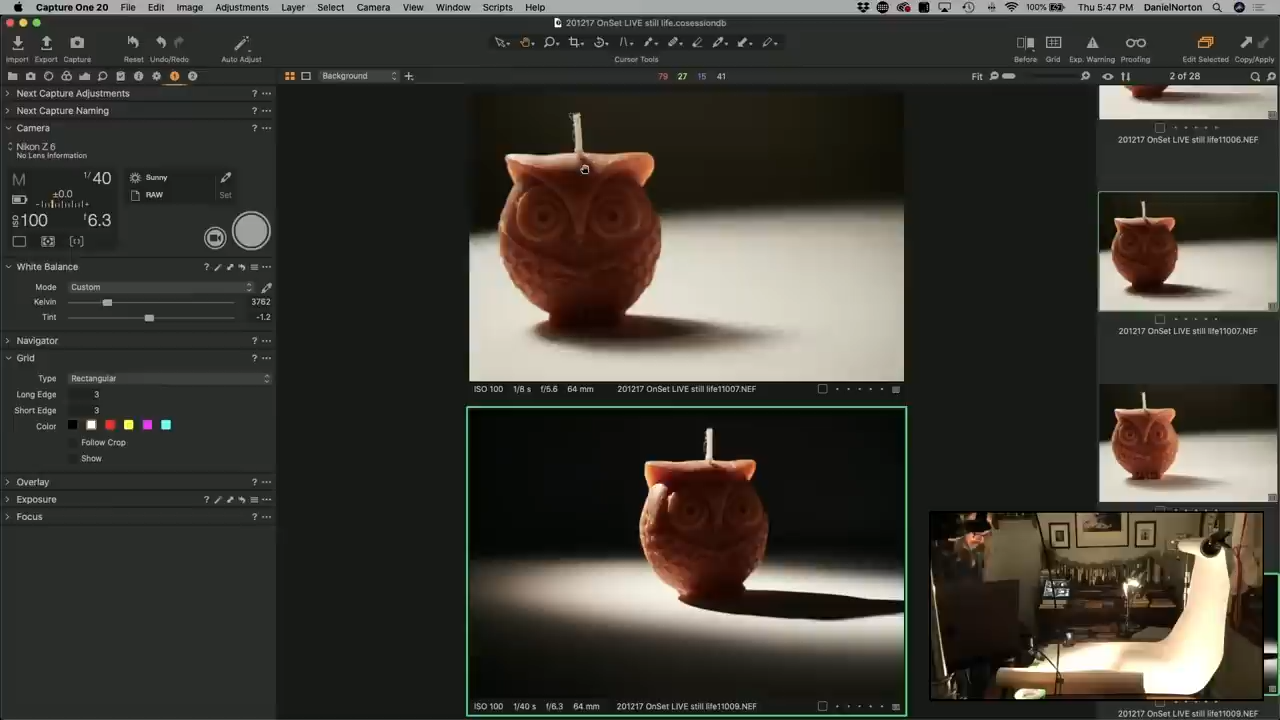 Capture One 20 File Edit Image Adjustments Layer Select Camera View Window Scripts Help 100% Thu 5:47 PM DanielNorton
201217 OnSet LIVE still life.cosessiondb
Import Export Capture Reset Undo/Redo Auto Adjust Cursor Tools Before Grid Exp. Warning Proofing Edit Selected Copy/Apply
Background 79 27 15 41 Fit 2 of 28
Next Capture Adjustments ? ...
Next Capture Naming ? ...
Camera ? ...
Nikon Z 6
No Lens Information
M 1/40 Sunny
±0.0 RAW Set
ISO 100 f6.3
White Balance ? ...
Mode Custom
Kelvin 3762
Tint -1.2
Navigator ? ...
Grid ? ...
Type Rectangular
Long Edge 3
Short Edge 3
Color
Follow Crop
Show
Overlay ? ...
Exposure ? ...
Focus ? ...
ISO 100 1/8 s f/5.6 64 mm 201217 OnSet LIVE still life11007.NEF
ISO 100 1/40 s f/6.3 64 mm 201217 OnSet LIVE still life11009.NEF
201217 OnSet LIVE still life11006.NEF
201217 OnSet LIVE still life11007.NEF
201217 OnSet LIVE still life11009.NEF